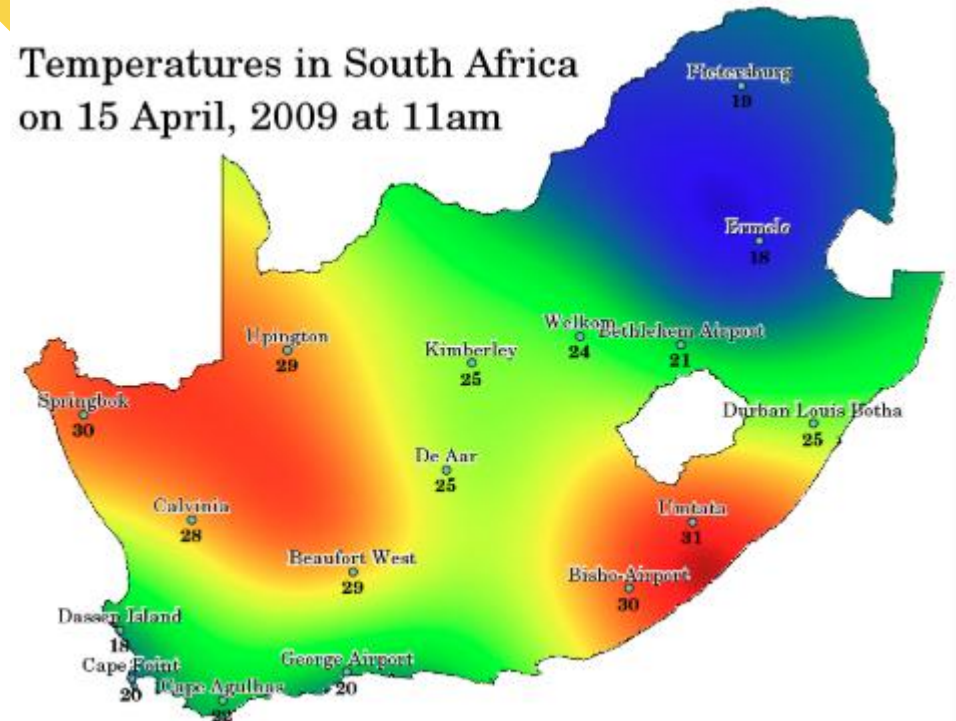 Temperatures in South Africa
on 15 April, 2009 at 11am
Pietersburg
19
Ermelo
18
Upington
29
Kimberley
25
Welkom
24
Bethlehem Airport
21
Springbok
30
Durban Louis Botha
25
De Aar
25
Calvinia
28
Umtata
31
Beaufort West
29
Bisho-Airport
30
Dassen Island
18
Cape Point
20
George Airport
20
Cape Agulhas
22